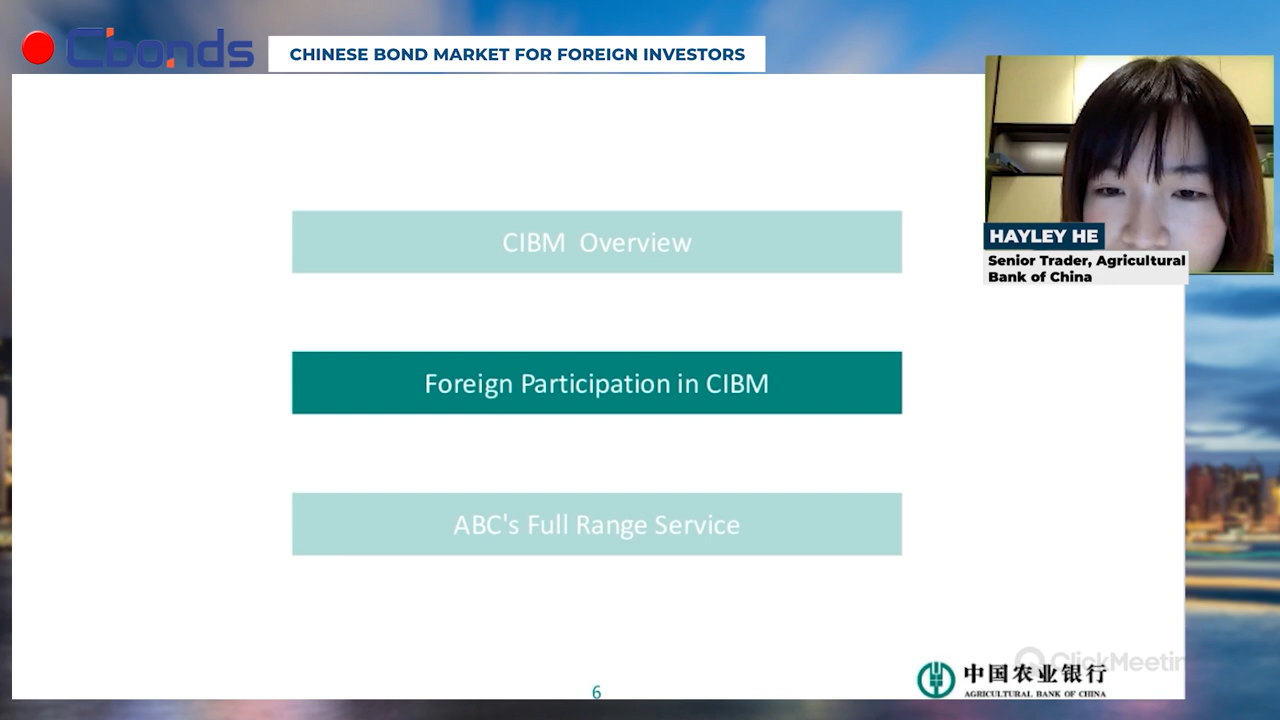 Cbonds
CHINESE BOND MARKET FOR FOREIGN INVESTORS
HAYLEY HE
Senior Trader, Agricultural
Bank of China
CIBM Overview
Foreign Participation in CIBM
ABC's Full Range Service
ClickMeetin
中国农业银行
AGRICULTURAL BANK OF CHINA
6